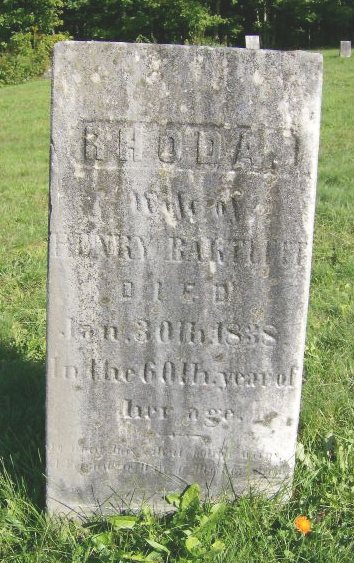 RHODA,
Wife of
HENRY BARTLETT
DIED
Jan. 30th. 1838.
In the 60th. year of
her age.